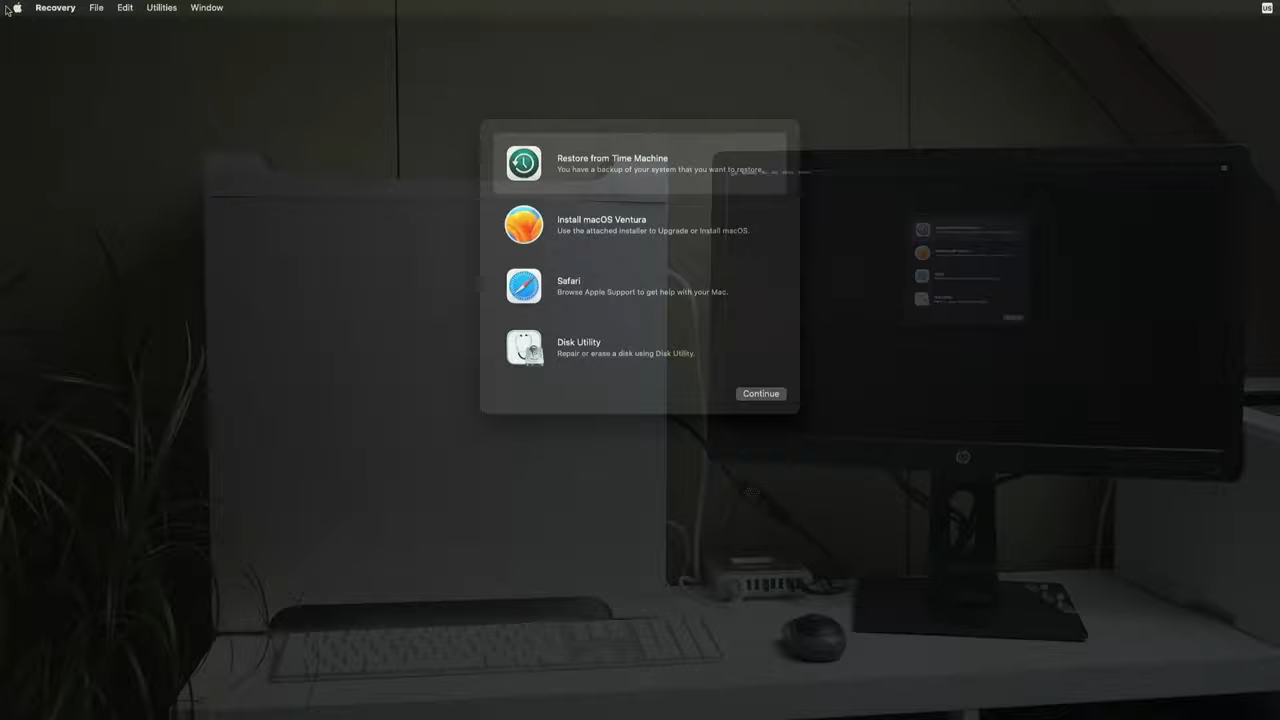 Recovery File Edit Utilities Window US
Restore from Time Machine
You have a backup of your system that you want to restore.
Install macOS Ventura
Use the attached installer to Upgrade or Install macOS.
Safari
Browse Apple Support to get help with your Mac.
Disk Utility
Repair or erase a disk using Disk Utility.
Continue